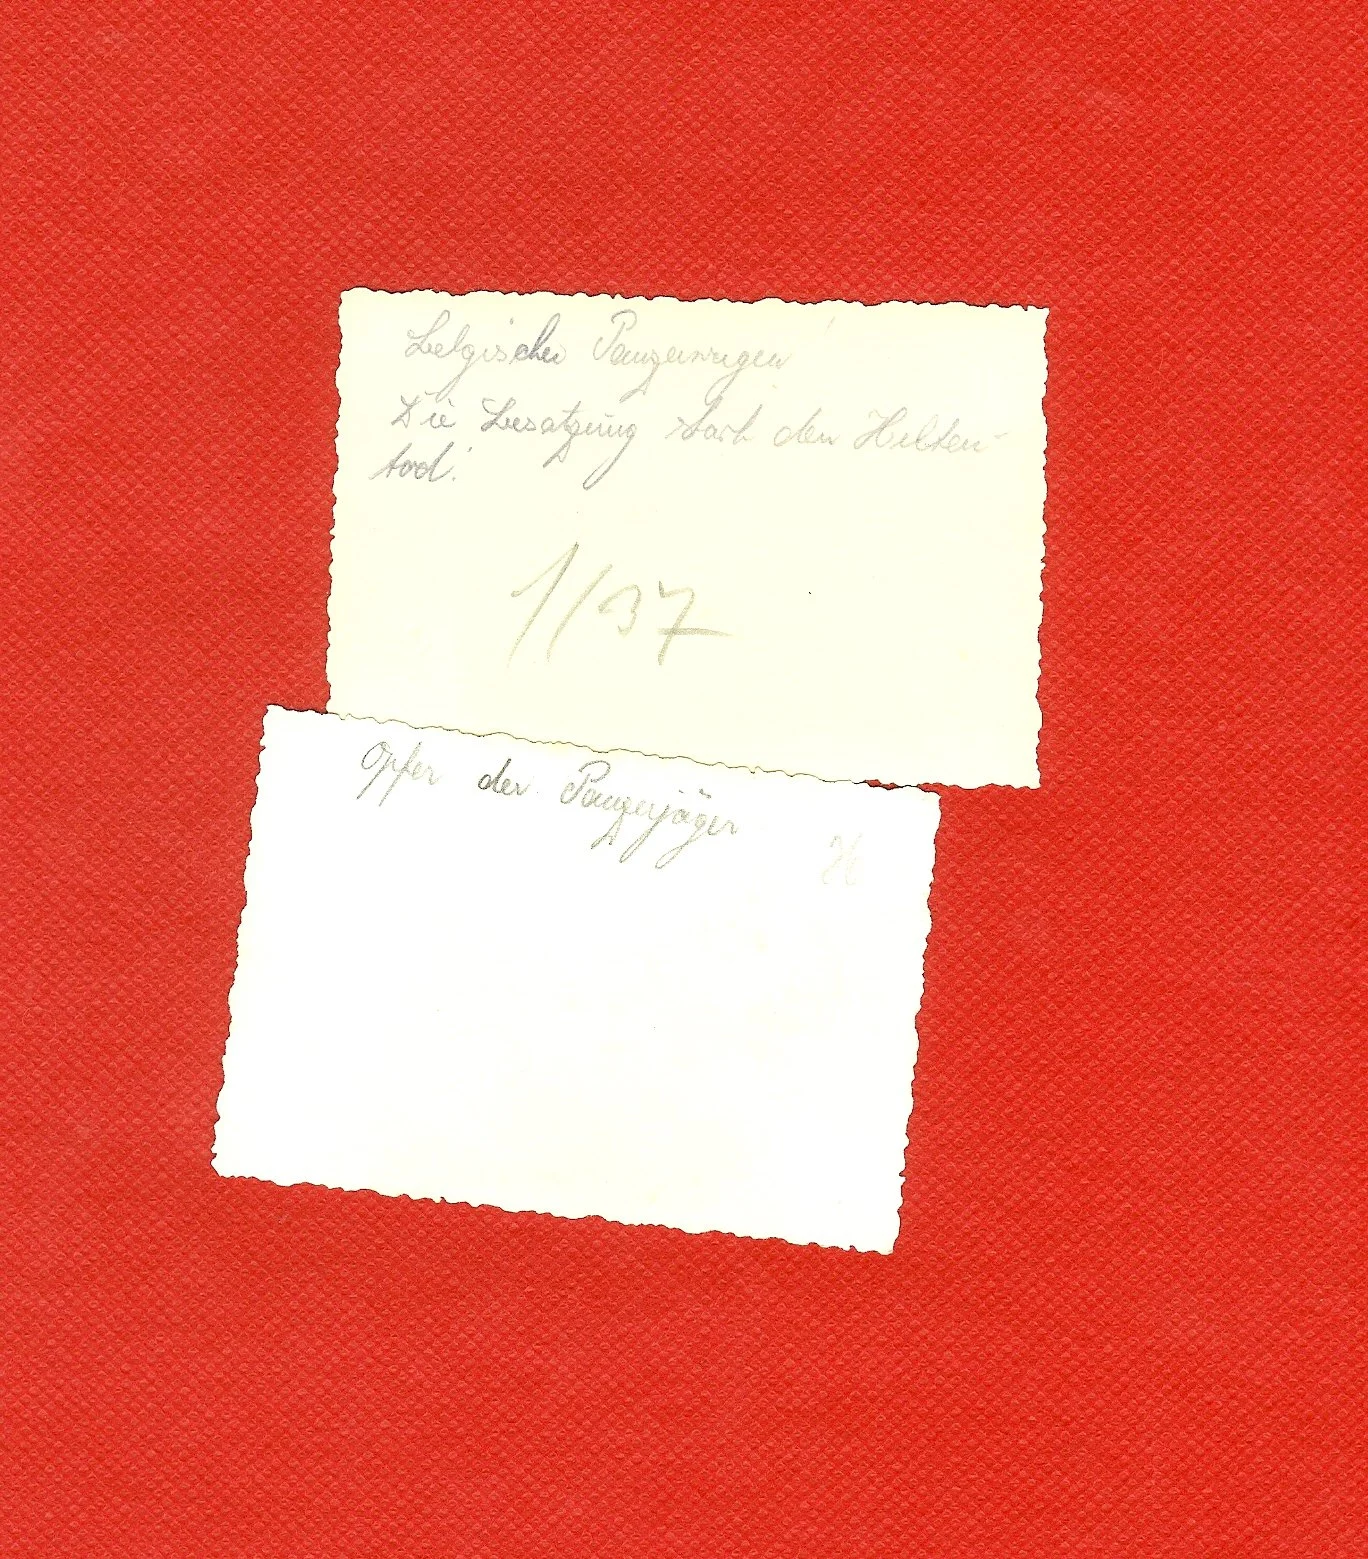 Belgischer Panzerwagen
Die Besatzung starb den Helden-
tod!
1/37
Opfer der Panzerjäger